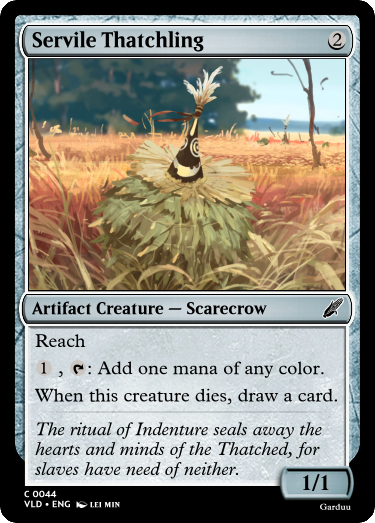 Servile Thatchling 2
Artifact Creature — Scarecrow
Reach
1 , : Add one mana of any color.
When this creature dies, draw a card.
The ritual of Indenture seals away the
hearts and minds of the Thatched, for
slaves have need of neither.
1/1
C 0044
VLD • ENG LEI MIN
Garduu